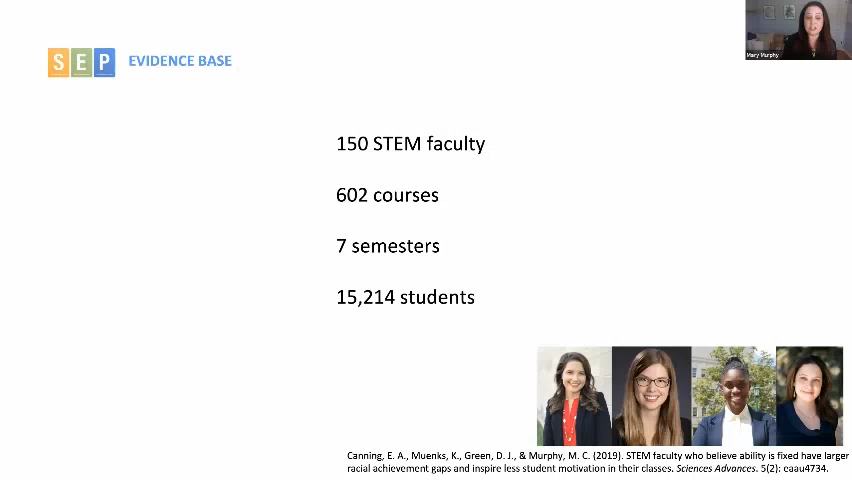 Mary Murphy
SEP EVIDENCE BASE
150 STEM faculty
602 courses
7 semesters
15,214 students
Canning, E. A., Muenks, K., Green, D. J., & Murphy, M. C. (2019). STEM faculty who believe ability is fixed have larger
racial achievement gaps and inspire less student motivation in their classes. Sciences Advances. 5(2); eaau4734.